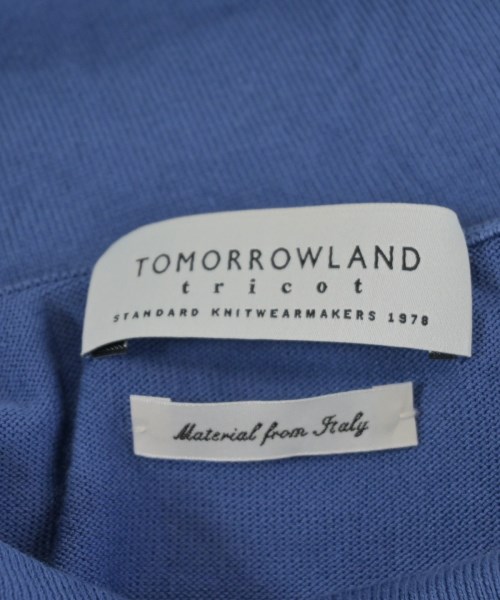 TOMORROWLAND
tricot
STANDARD KNITWEARMAKERS 1978
Material from Italy